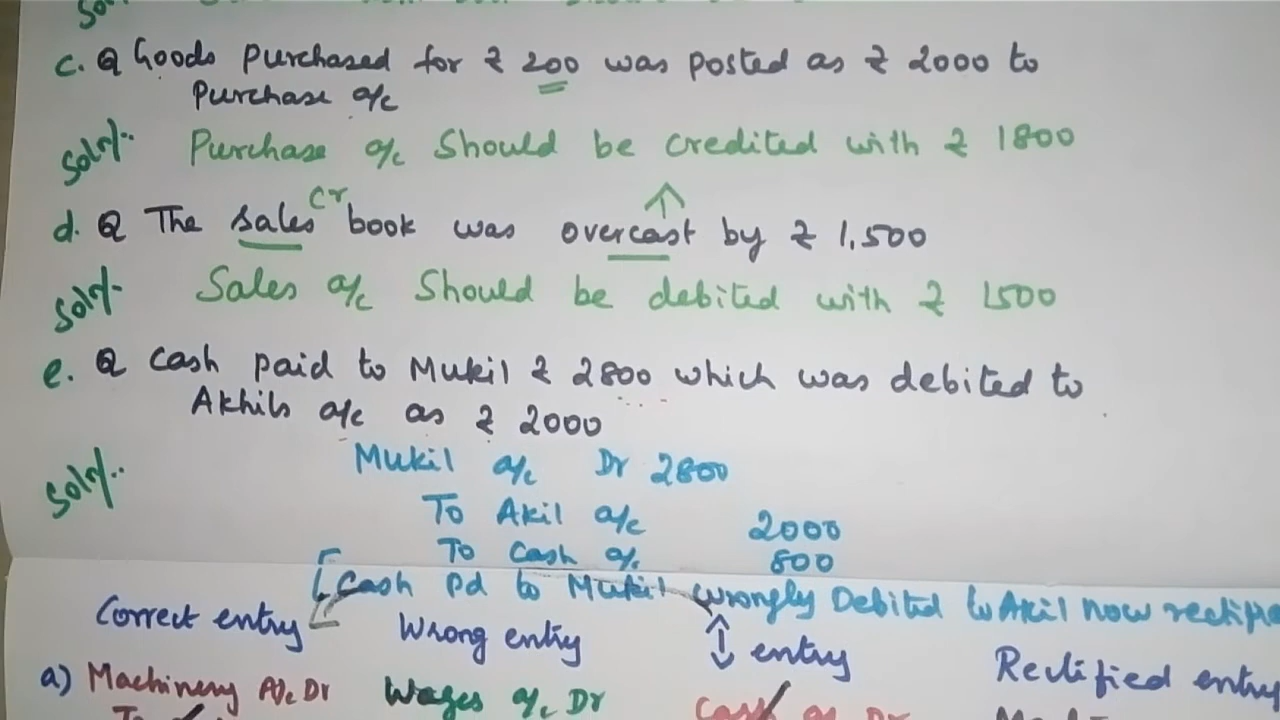 c. Q Goods purchased for ₹ 200 was posted as ₹ 2000 to
Purchase a/c
Soln/-. Purchase a/c Should be credited with ₹ 1800
Cr
d. Q The sales book was overcast by ₹ 1,500
Soln/- Sales a/c Should be debited with ₹ 1500
e. Q Cash paid to Mukil ₹ 2800 which was debited to
Akhils a/c as ₹ 2000
Soln/-. Mukil a/c Dr 2800
To Akil a/c 2000
To Cash a/c 800
[Cash Pd to Mukil wrongly Debited to Akil now
Correct entry Wrong entry ↕ entry Rectified entry
a) Machinery A/c Dr Wages a/c Dr Cash a/c Dr
To